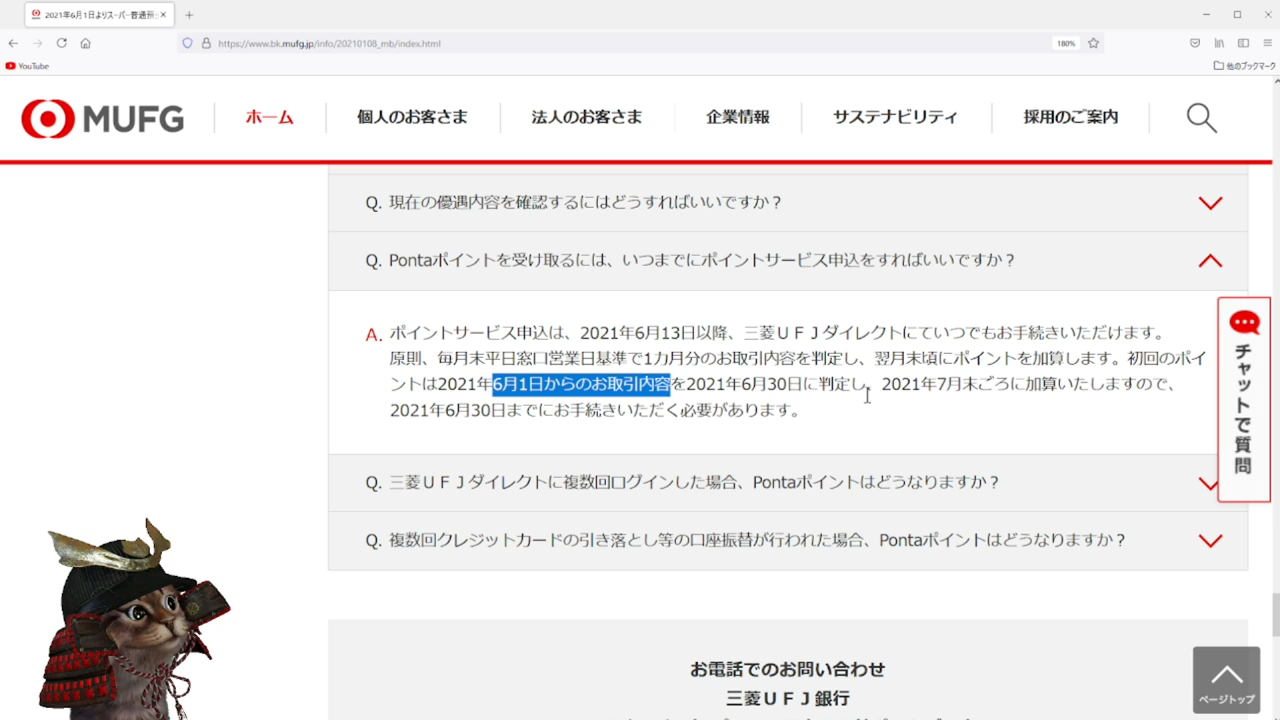 2021年6月1日よりスーパー普通預
https://www.bk.mufg.jp/info/20210108_mb/index.html
180%
YouTube
他のブックマーク
MUFG
ホーム
個人のお客さま
法人のお客さま
企業情報
サステナビリティ
採用のご案内
Q. 現在の優遇内容を確認するにはどうすればいいですか？
Q. Pontaポイントを受け取るには、いつまでにポイントサービス申込をすればいいですか？
A. ポイントサービス申込は、2021年6月13日以降、三菱ＵＦＪダイレクトにていつでもお手続きいただけます。
原則、毎月末平日窓口営業日基準で1カ月分のお取引内容を判定し、翌月末頃にポイントを加算します。初回のポイ
ントは2021年6月1日からのお取引内容を2021年6月30日に判定し、2021年7月末ごろに加算いたしますので、
2021年6月30日までにお手続きいただく必要があります。
Q. 三菱ＵＦＪダイレクトに複数回ログインした場合、Pontaポイントはどうなりますか？
Q. 複数回クレジットカードの引き落とし等の口座振替が行われた場合、Pontaポイントはどうなりますか？
チャットで質問
お電話でのお問い合わせ
三菱ＵＦＪ銀行
ページトップ